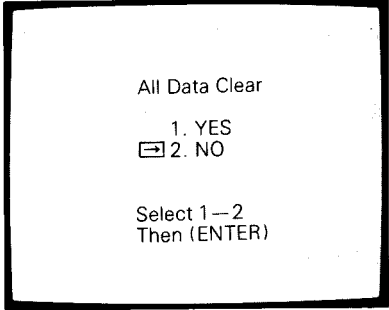 All Data Clear
1. YES
→ 2. NO
Select 1—2
Then (ENTER)